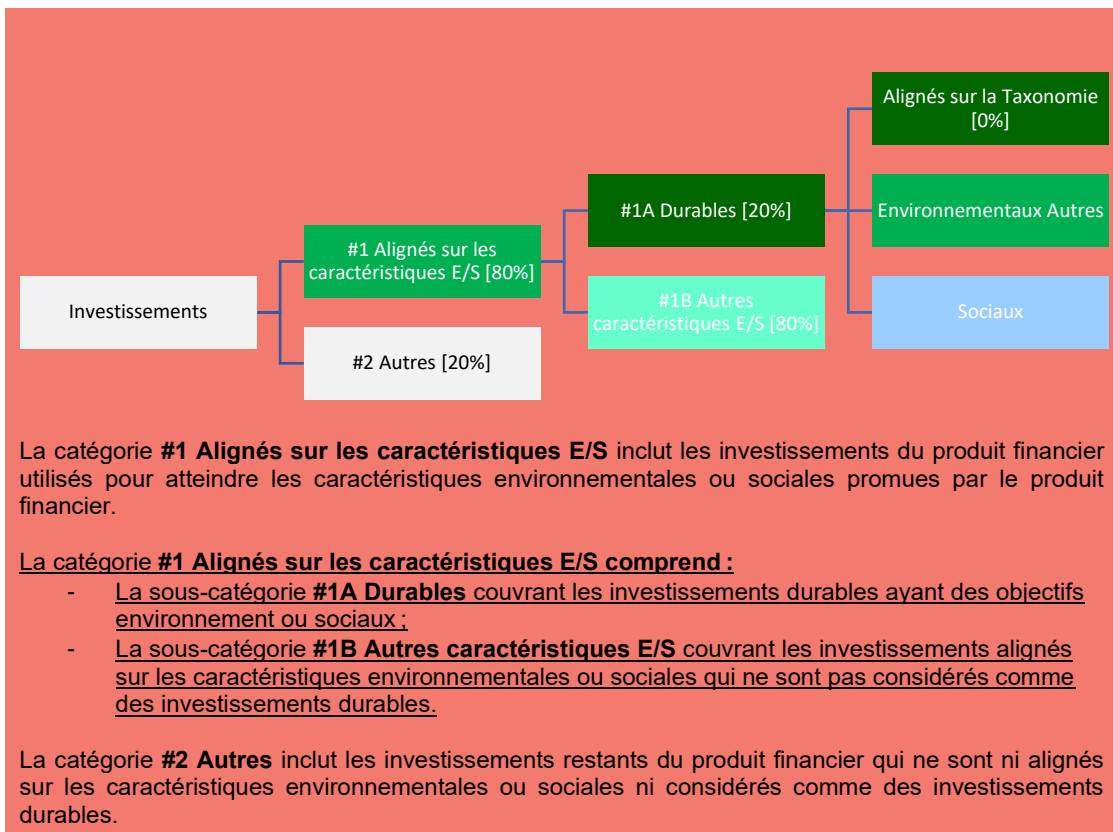 Alignés sur la Taxonomie
[0%]
#1A Durables [20%]
Environnementaux Autres
#1 Alignés sur les
caractéristiques E/S [80%]
Investissements
#1B Autres
caractéristiques E/S [80%]
Sociaux
#2 Autres [20%]
La catégorie #1 Alignés sur les caractéristiques E/S inclut les investissements du produit financier
utilisés pour atteindre les caractéristiques environnementales ou sociales promues par le produit
financier.
La catégorie #1 Alignés sur les caractéristiques E/S comprend :
- La sous-catégorie #1A Durables couvrant les investissements durables ayant des objectifs
environnement ou sociaux ;
- La sous-catégorie #1B Autres caractéristiques E/S couvrant les investissements alignés
sur les caractéristiques environnementales ou sociales qui ne sont pas considérés comme
des investissements durables.
La catégorie #2 Autres inclut les investissements restants du produit financier qui ne sont ni alignés
sur les caractéristiques environnementales ou sociales ni considérés comme des investissements
durables.